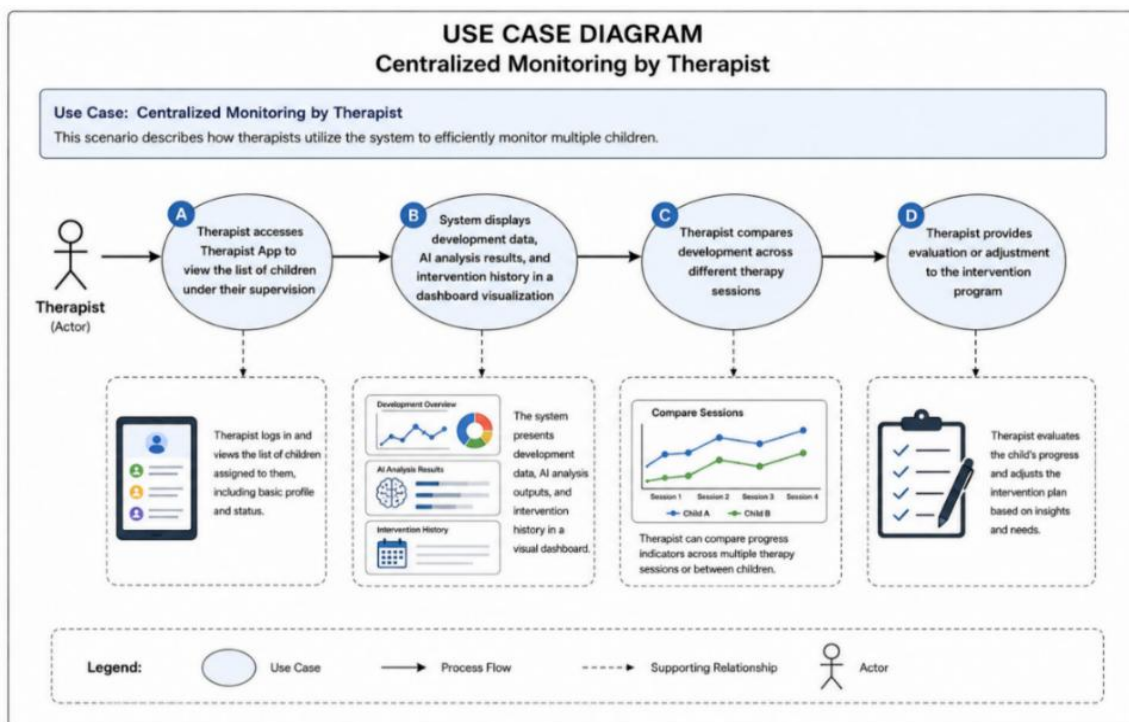 USE CASE DIAGRAM
Centralized Monitoring by Therapist
Use Case: Centralized Monitoring by Therapist
This scenario describes how therapists utilize the system to efficiently monitor multiple children.
Therapist
(Actor)
A
Therapist accesses
Therapist App to
view the list of children
under their supervision
B
System displays
development data,
AI analysis results, and
intervention history in a
dashboard visualization
C
Therapist compares
development across
different therapy
sessions
D
Therapist provides
evaluation or adjustment
to the intervention
program
Therapist logs in and
views the list of children
assigned to them,
including basic profile
and status.
Development Overview
AI Analysis Results
Intervention History
The system
presents
development
data, AI analysis
outputs, and
intervention
history in a
visual dashboard.
Compare Sessions
Session 1 Session 2 Session 3 Session 4
Child A Child B
Therapist can compare progress
indicators across multiple therapy
sessions or between children.
Therapist evaluates
the child's progress
and adjusts the
intervention plan
based on insights
and needs.
Legend:
Use Case
Process Flow
Supporting Relationship
Actor